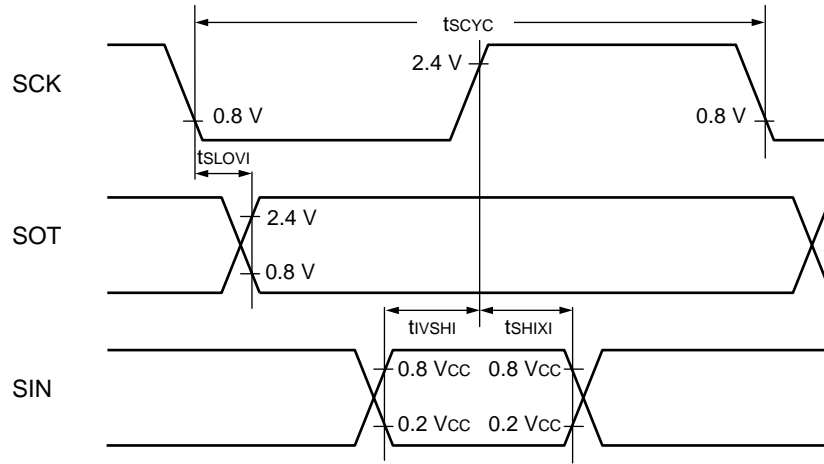 tSCYC
SCK
2.4 V
0.8 V
0.8 V
tSLOVI
SOT
2.4 V
0.8 V
tIVSHI
tSHIXI
SIN
0.8 VCC
0.8 VCC
0.2 VCC
0.2 VCC